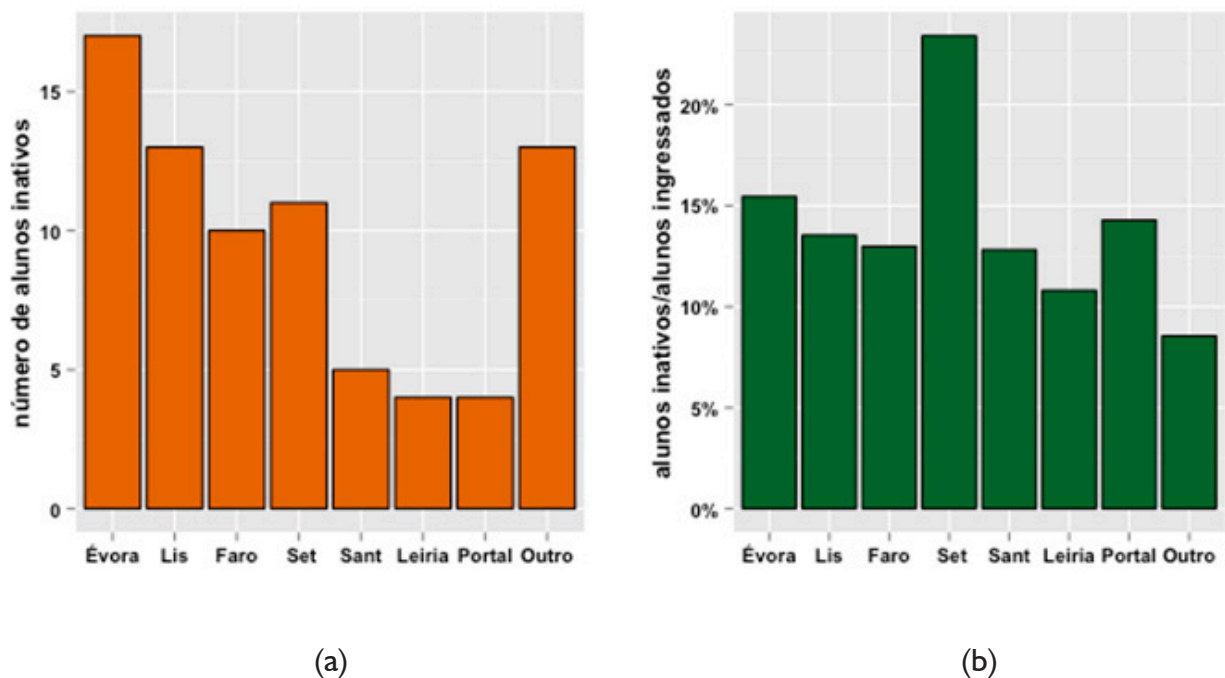 número de alunos inativos
15
10
5
0
Évora Lis Faro Set Sant Leiria Portal Outro
(a)
alunos inativos/alunos ingressados
20%
15%
10%
5%
0%
Évora Lis Faro Set Sant Leiria Portal Outro
(b)